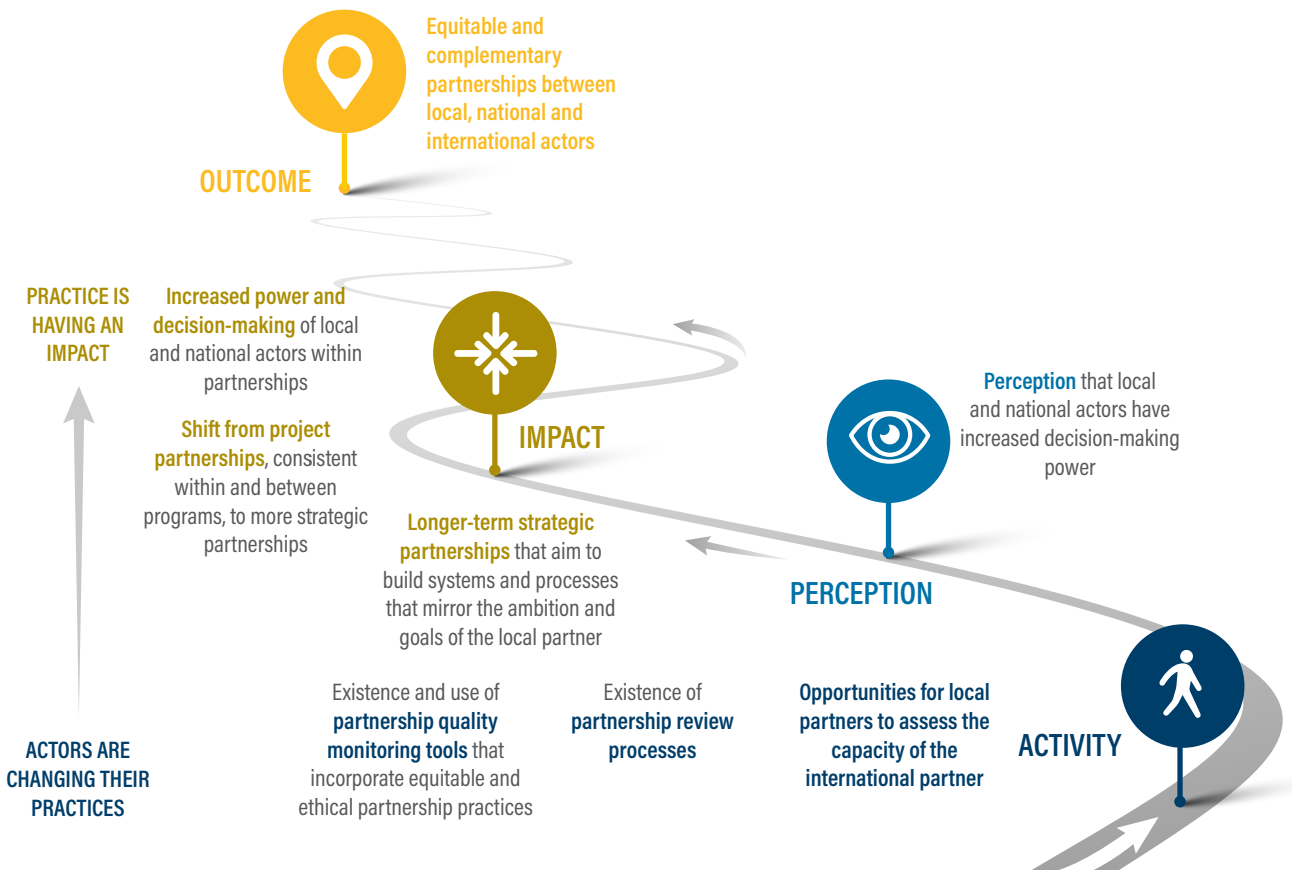 Equitable and
complementary
partnerships between
local, national and
international actors
OUTCOME
PRACTICE IS
HAVING AN
IMPACT
Increased power and
decision-making of local
and national actors within
partnerships
Shift from project
partnerships, consistent
within and between
programs, to more strategic
partnerships
IMPACT
Longer-term strategic
partnerships that aim to
build systems and processes
that mirror the ambition and
goals of the local partner
Perception that local
and national actors have
increased decision-making
power
PERCEPTION
Existence and use of
partnership quality
monitoring tools that
incorporate equitable and
ethical partnership practices
Existence of
partnership review
processes
Opportunities for local
partners to assess the
capacity of the
international partner
ACTIVITY
ACTORS ARE
CHANGING THEIR
PRACTICES